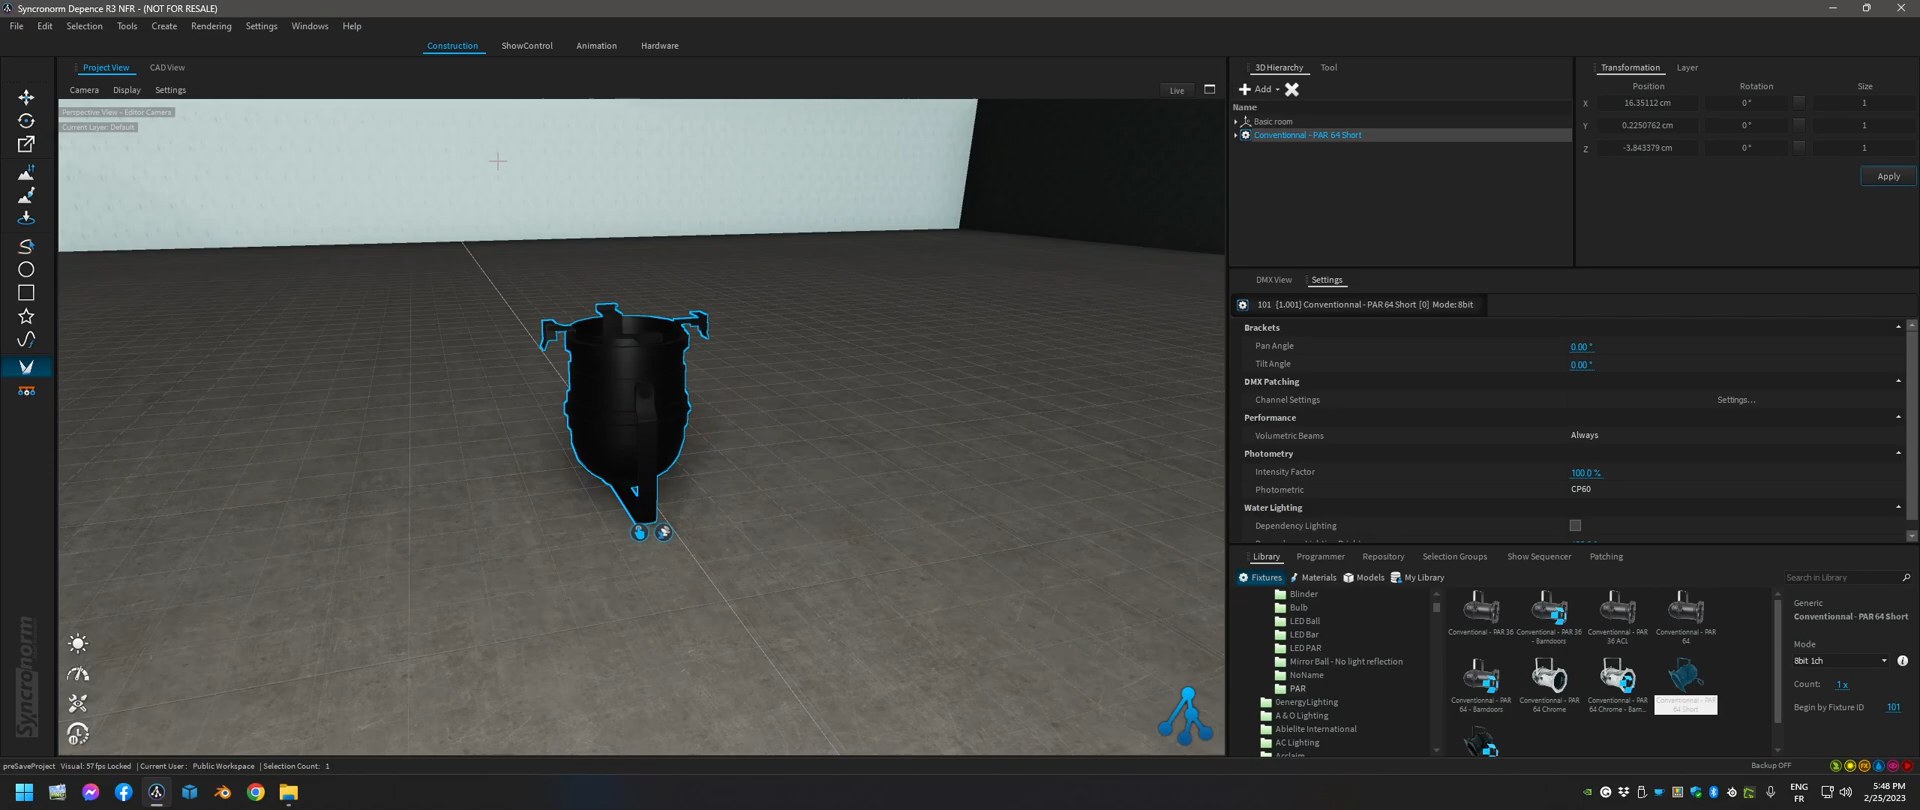 Syncronorm Depence R3 NFR - (NOT FOR RESALE)
File Edit Selection Tools Create Rendering Settings Windows Help
Construction ShowControl Animation Hardware
Project View CAD View
Camera Display Settings Live
Perspective View - Editor Camera
Current Layer: Default
Syncronorm
3D Hierarchy Tool
Add
Name
Basic room
Conventionnal - PAR 64 Short
Transformation Layer
Position Rotation Size
X 16.35112 cm 0° 1
Y 0.2250762 cm 0° 1
Z -3.843379 cm 0° 1
Apply
DMX View Settings
101 [1.001] Conventionnal - PAR 64 Short [0] Mode: 8bit
Brackets
Pan Angle 0.00 °
Tilt Angle 0.00 °
DMX Patching
Channel Settings Settings...
Performance
Volumetric Beams Always
Photometry
Intensity Factor 100.0 %
Photometric CP60
Water Lighting
Dependency Lighting
Library Programmer Repository Selection Groups Show Sequencer Patching
Fixtures Materials Models My Library Search in Library
Blinder
Bulb
LED Ball
LED Bar
LED PAR
Mirror Ball - No light reflection
NoName
PAR
0energyLighting
A & O Lighting
Ablelite International
AC Lighting
Acclaim
Conventional - PAR 36
Conventionnal - PAR 36 - Barndoors
Conventionnal - PAR 36 ACL
Conventionnal - PAR 64
Conventionnal - PAR 64 - Barndoors
Conventionnal - PAR 64 Chrome
Conventionnal - PAR 64 Chrome - Barn...
Conventionnal - PAR 64 Short
Generic
Conventionnal - PAR 64 Short
Mode
8bit 1ch
Count: 1 x
Begin by Fixture ID 101
preSaveProject Visual: 57 fps Locked | Current User : Public Workspace | Selection Count: 1
Backup OFF
ENG
FR
5:48 PM
2/25/2023